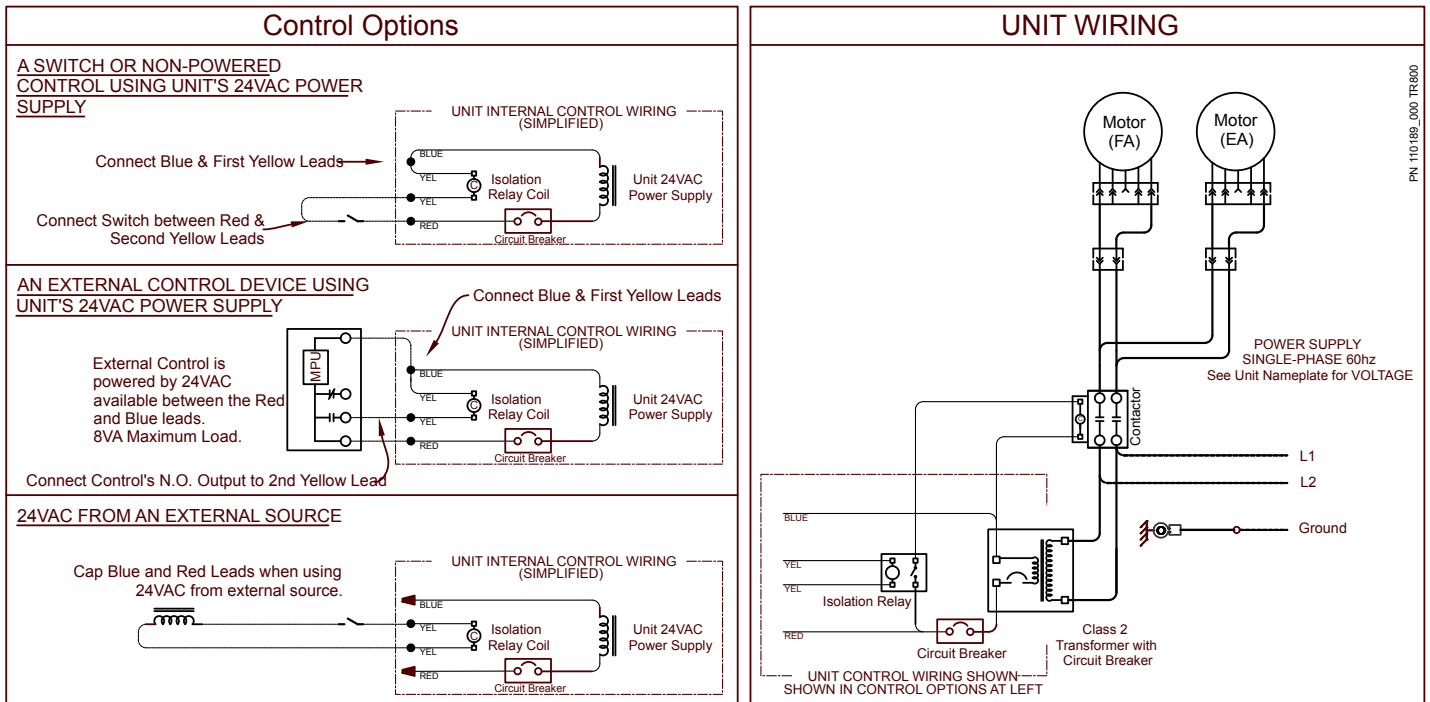 Control Options
A SWITCH OR NON-POWERED
CONTROL USING UNIT'S 24VAC POWER
SUPPLY
UNIT INTERNAL CONTROL WIRING
(SIMPLIFIED)
Connect Blue & First Yellow Leads
BLUE
YEL
C
Isolation
Relay Coil
Unit 24VAC
Power Supply
YEL
Connect Switch between Red &
Second Yellow Leads
RED
Circuit Breaker
AN EXTERNAL CONTROL DEVICE USING
UNIT'S 24VAC POWER SUPPLY
Connect Blue & First Yellow Leads
UNIT INTERNAL CONTROL WIRING
(SIMPLIFIED)
MPU
External Control is
powered by 24VAC
available between the Red
and Blue leads.
8VA Maximum Load.
BLUE
YEL
C
Isolation
Relay Coil
Unit 24VAC
Power Supply
YEL
RED
Circuit Breaker
Connect Control's N.O. Output to 2nd Yellow Lead
24VAC FROM AN EXTERNAL SOURCE
UNIT INTERNAL CONTROL WIRING
(SIMPLIFIED)
Cap Blue and Red Leads when using
24VAC from external source.
BLUE
YEL
C
Isolation
Relay Coil
Unit 24VAC
Power Supply
YEL
RED
Circuit Breaker
UNIT WIRING
PN 110189_000 TR800
Motor
(FA)
Motor
(EA)
POWER SUPPLY
SINGLE-PHASE 60hz
See Unit Nameplate for VOLTAGE
C
Contactor
L1
L2
Ground
BLUE
YEL
YEL
Isolation Relay
RED
Circuit Breaker
Class 2
Transformer with
Circuit Breaker
UNIT CONTROL WIRING SHOWN
SHOWN IN CONTROL OPTIONS AT LEFT